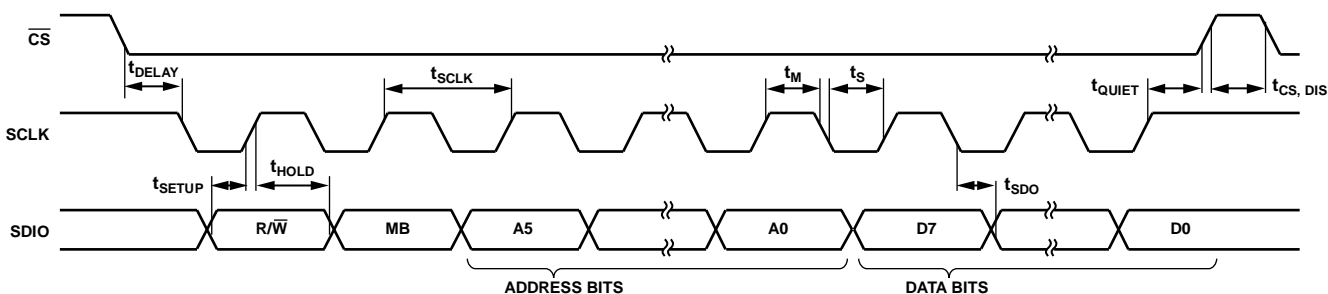 CS
tDELAY
tSCLK
tM
tS
tQUIET
tCS, DIS
SCLK
tSETUP
tHOLD
tSDO
SDIO
R/W
MB
A5
A0
D7
D0
ADDRESS BITS
DATA BITS